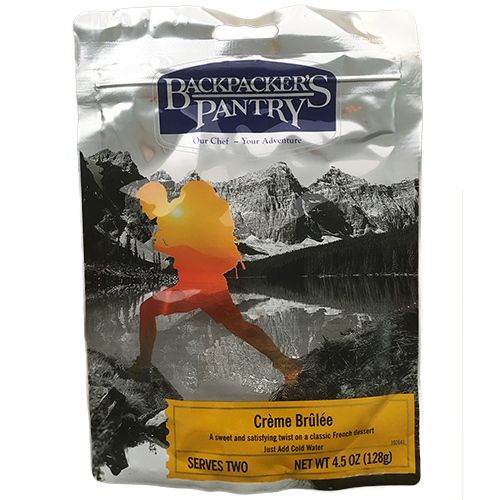 BACKPACKER'S
PANTRY
Our Chef ~ Your Adventure
Crème Brûlée
A sweet and satisfying twist on a classic French dessert
Just Add Cold Water
SERVES TWO NET WT 4.5 OZ (128g)